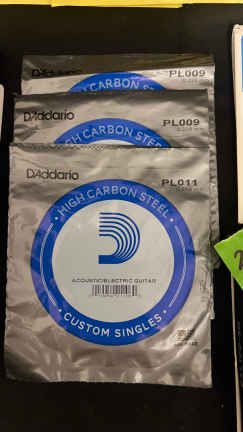 D'Addario
PL009
HIGH CARBON STEEL
D'Addario
PL009
HIGH CARBON STEEL
D'Addario
PL011
HIGH CARBON STEEL
ACOUSTIC/ELECTRIC GUITAR
CUSTOM SINGLES